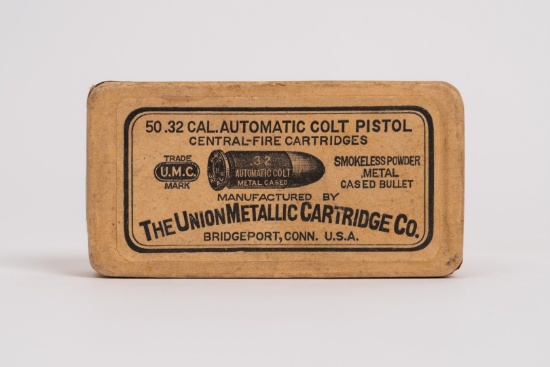 50 .32 CAL. AUTOMATIC COLT PISTOL
CENTRAL-FIRE CARTRIDGES
TRADE
U.M.C.
MARK
.32
AUTOMATIC COLT
METAL CASED
SMOKELESS POWDER
METAL
CASED BULLET
MANUFACTURED BY
THE UNION METALLIC CARTRIDGE CO.
BRIDGEPORT, CONN. U.S.A.